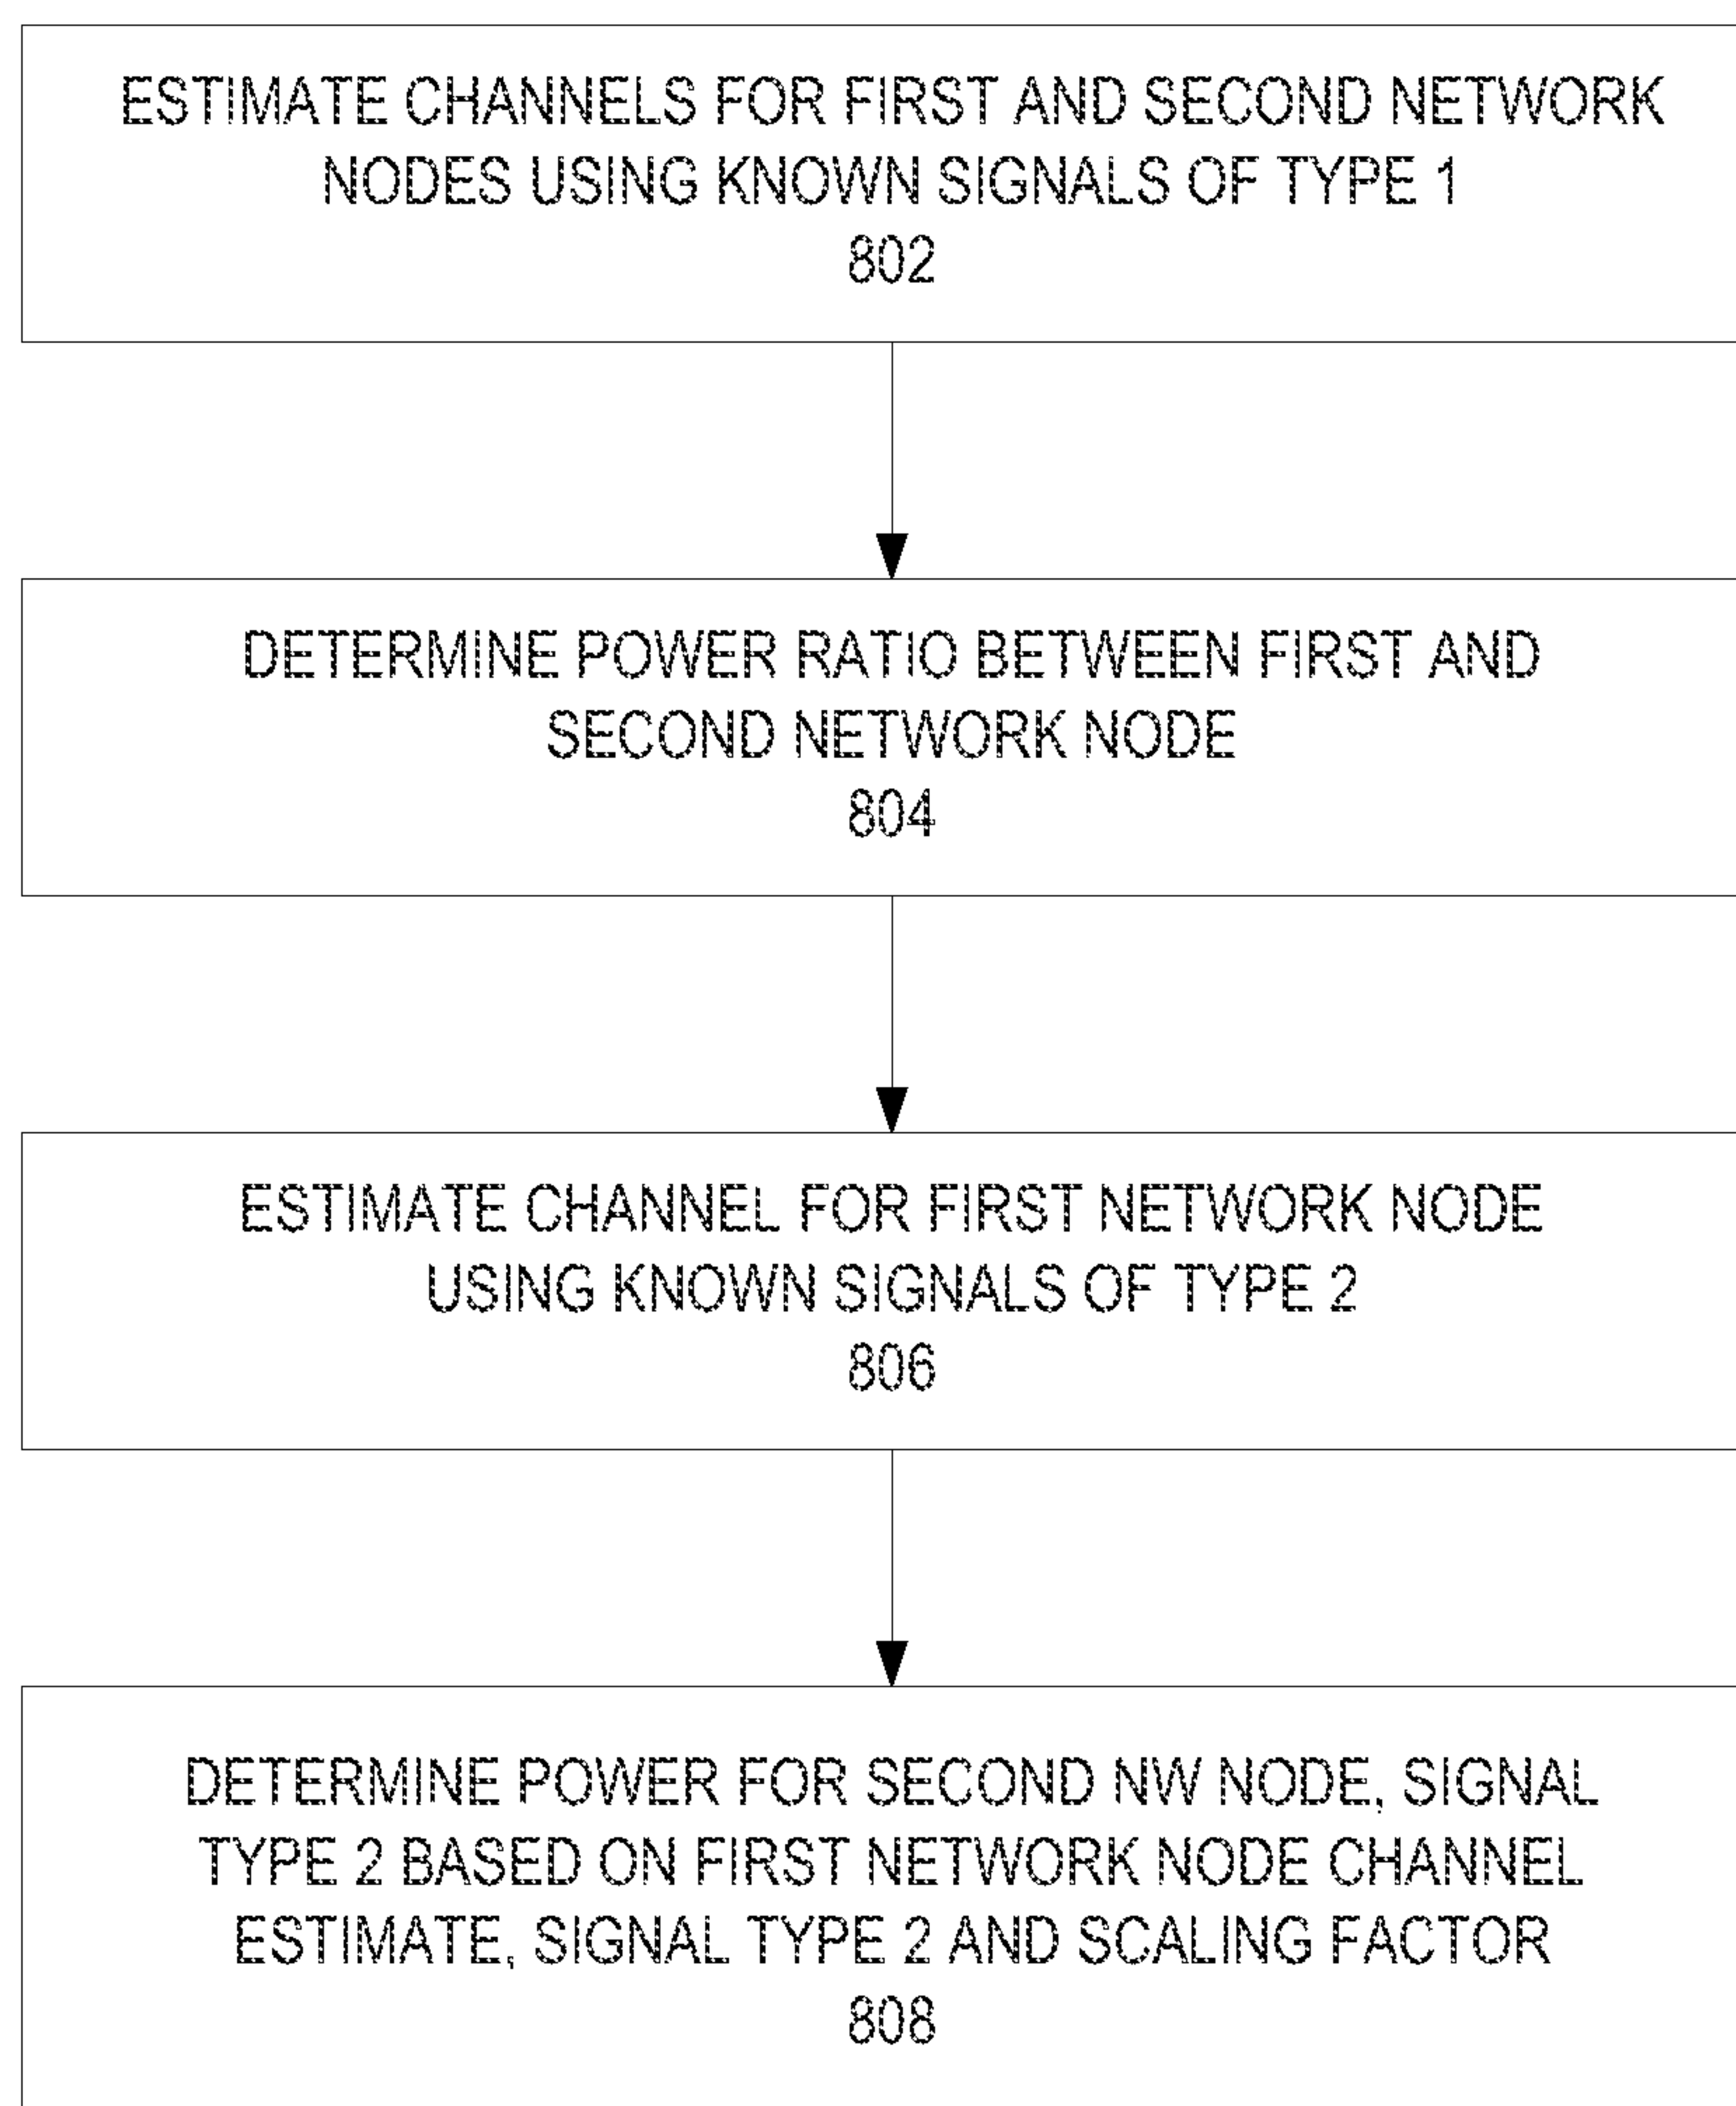 ESTIMATE CHANNELS FOR FIRST AND SECOND NETWORK
NODES USING KNOWN SIGNALS OF TYPE 1
802
DETERMINE POWER RATIO BETWEEN FIRST AND
SECOND NETWORK NODE
804
ESTIMATE CHANNEL FOR FIRST NETWORK NODE
USING KNOWN SIGNALS OF TYPE 2
806
DETERMINE POWER FOR SECOND NW NODE, SIGNAL
TYPE 2 BASED ON FIRST NETWORK NODE CHANNEL
ESTIMATE, SIGNAL TYPE 2 AND SCALING FACTOR
808